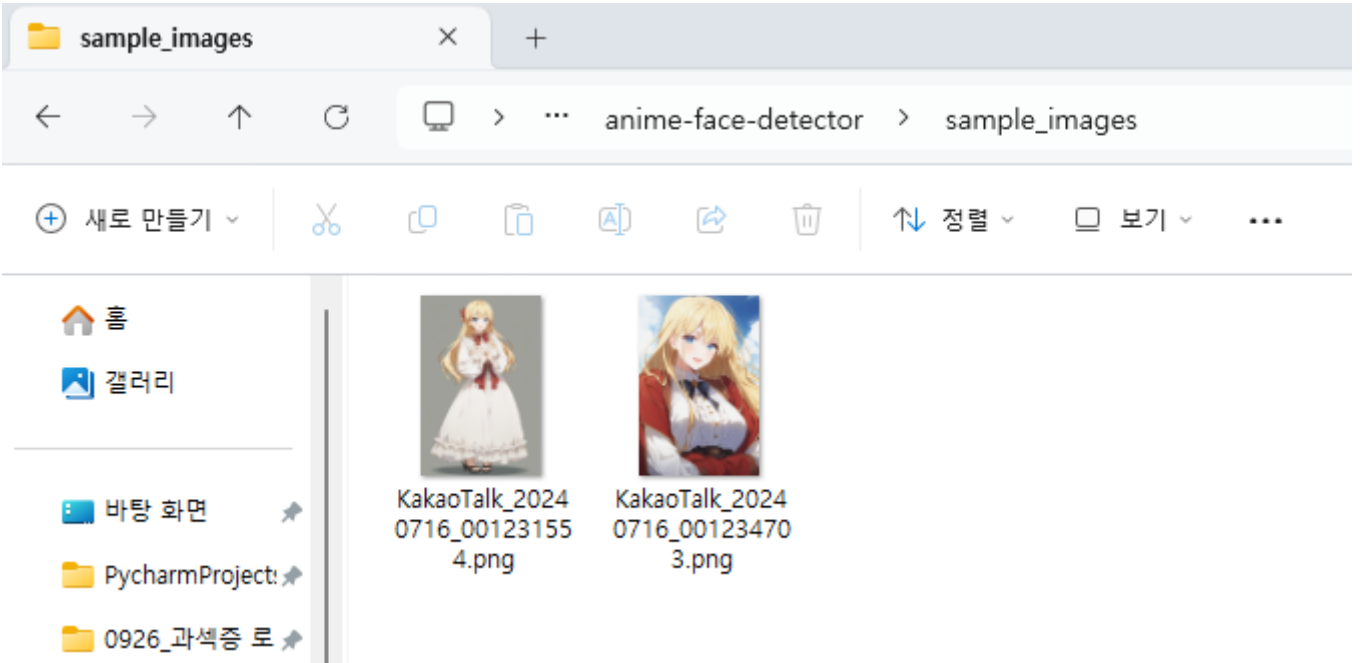 sample_images
anime-face-detector > sample_images
새로 만들기
정렬
보기
홈
갤러리
바탕 화면
PycharmProjects
0926_과섹증 로
KakaoTalk_2024
0716_00123155
4.png
KakaoTalk_2024
0716_00123470
3.png